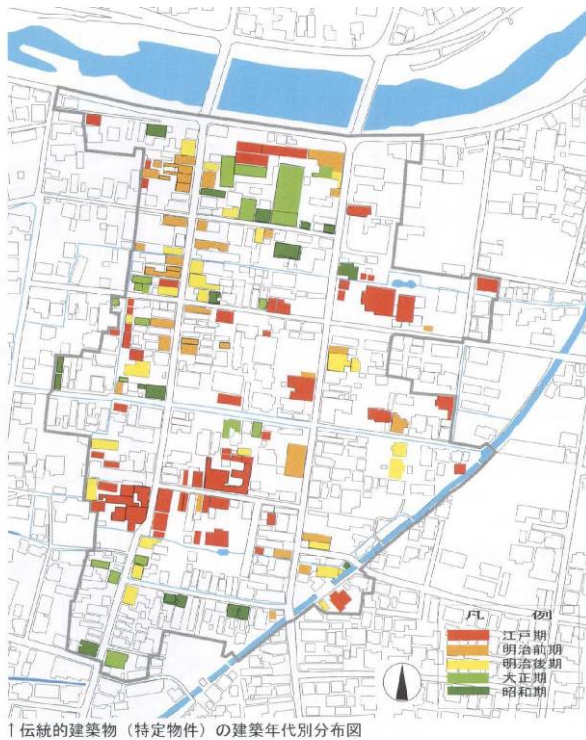 凡 例
江戸期
明治前期
明治後期
大正期
昭和期
↑伝統的建築物（特定物件）の建築年代別分布図